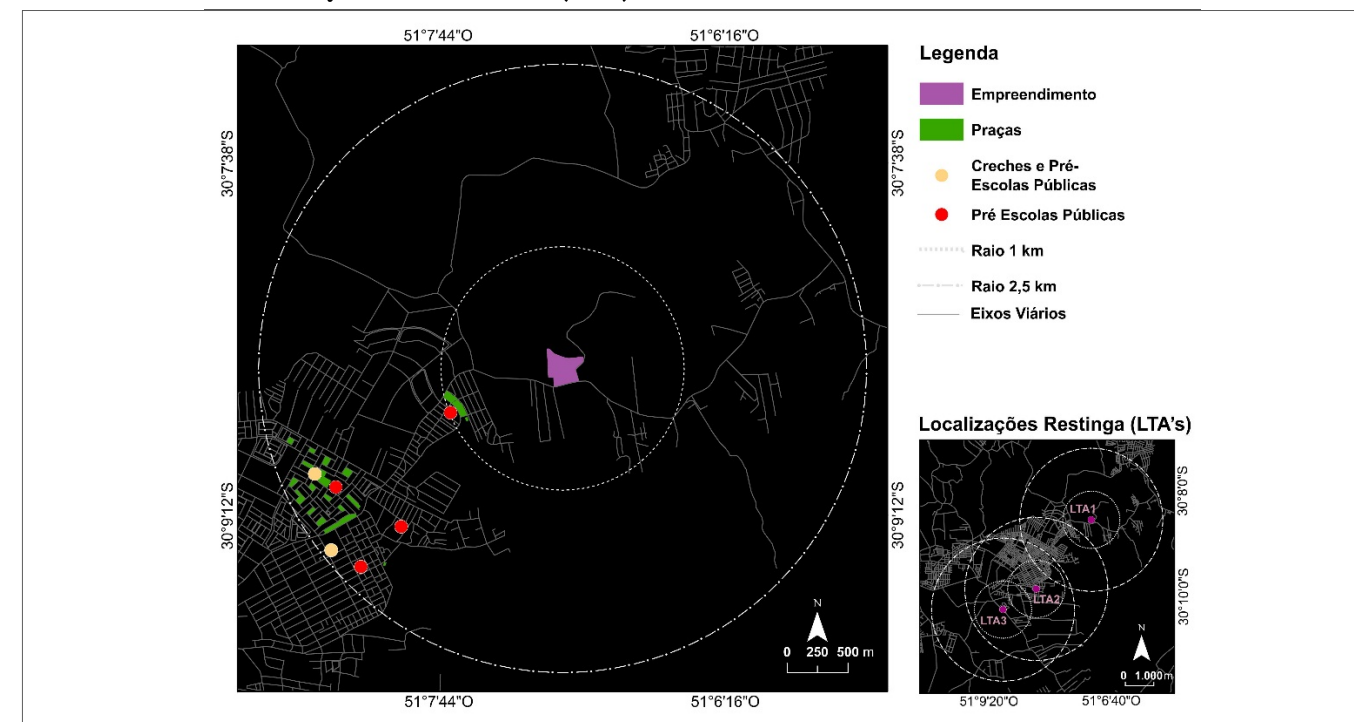 51°7'44"O
51°6'16"O
30°7'38"S
30°7'38"S
30°9'12"S
30°9'12"S
N
0 250 500 m
51°7'44"O
51°6'16"O
Legenda
Empreendimento
Praças
Creches e Pré-
Escolas Públicas
Pré Escolas Públicas
Raio 1 km
Raio 2,5 km
Eixos Viários
Localizações Restinga (LTA's)
LTA1
LTA2
LTA3
30°8'0"S
30°10'0"S
N
0 1.000m
51°9'20"O
51°6'40"O